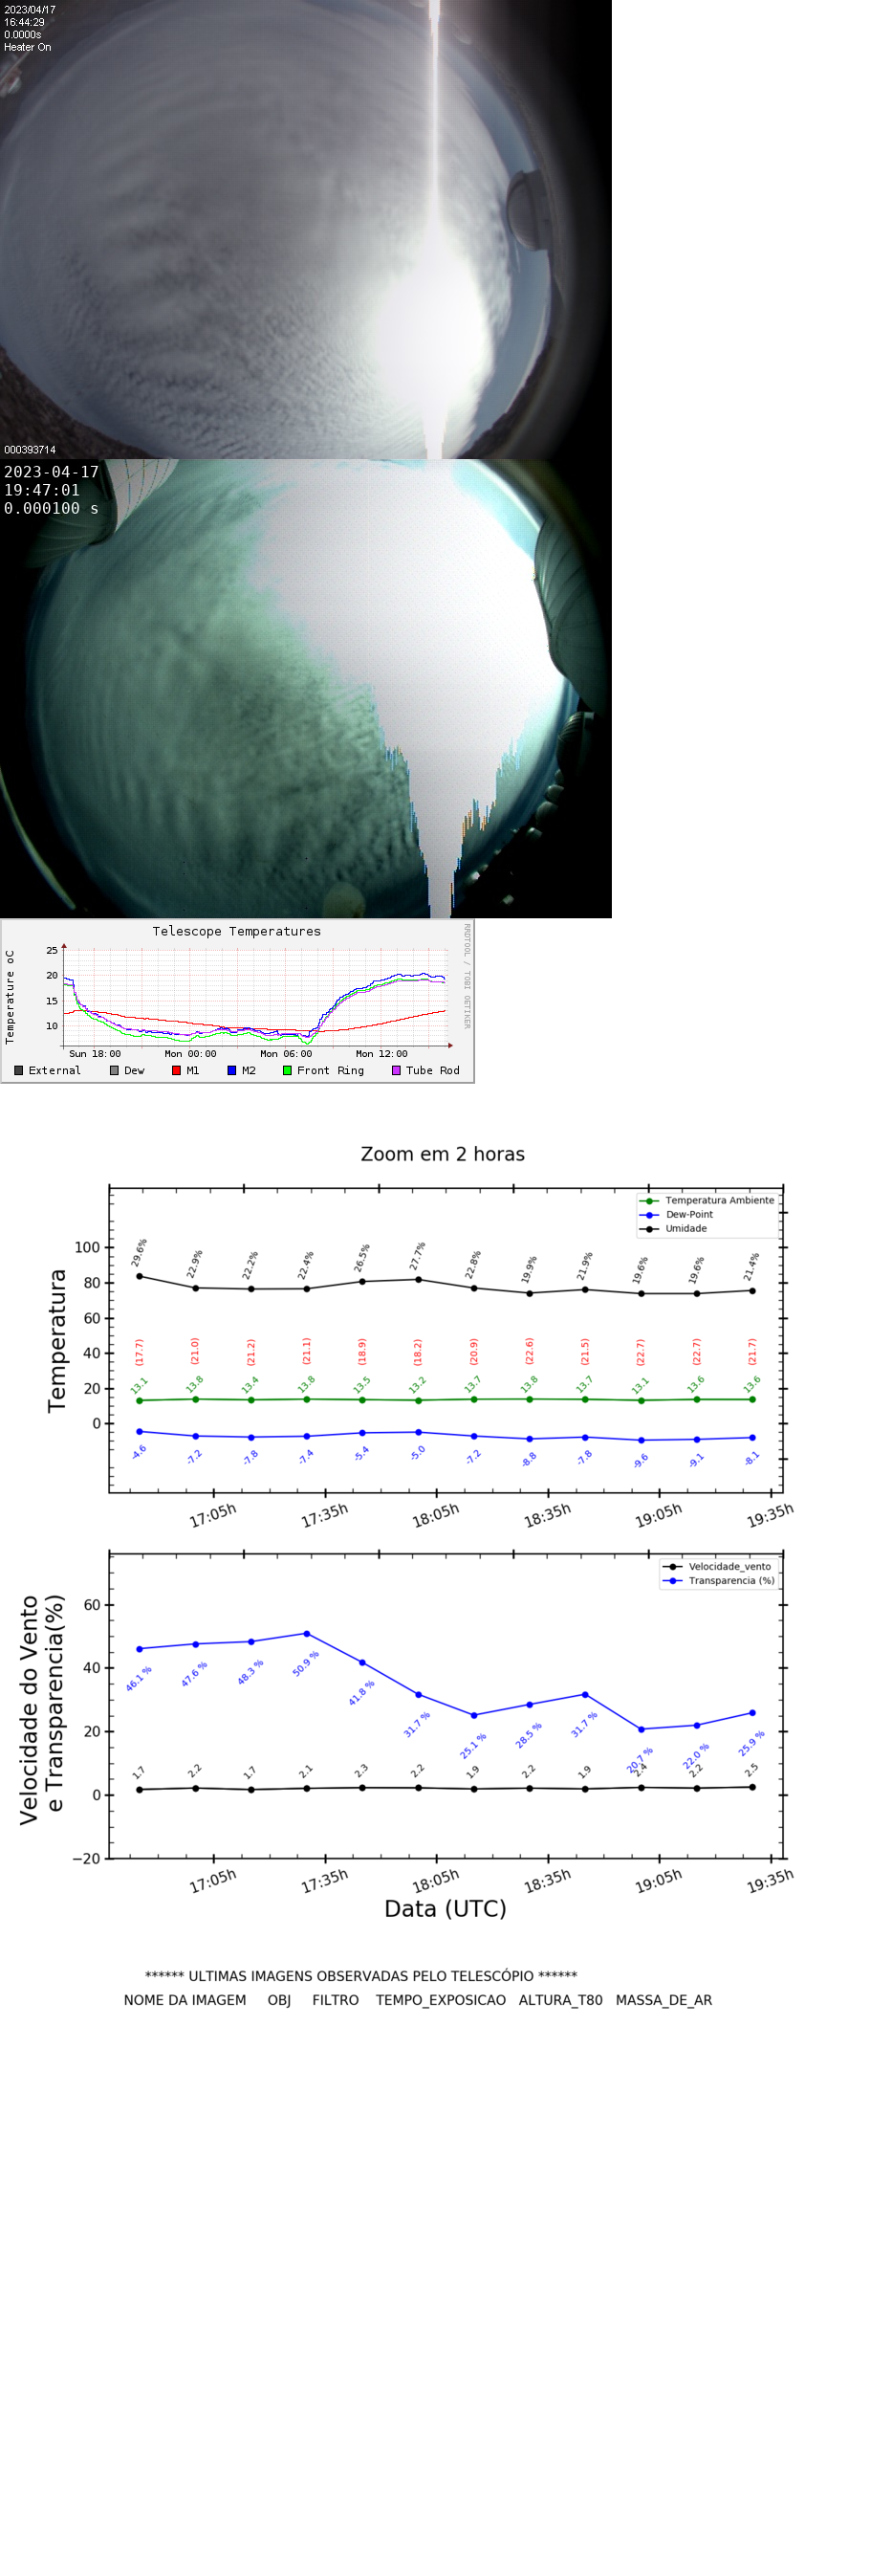 2023/04/17
16:44:29
0.0000s
Heater On
000393714
2023-04-17
19:47:01
0.000100 s
Telescope Temperatures
Temperature oC
25
20
15
10
Sun 18:00 Mon 00:00 Mon 06:00 Mon 12:00
External Dew M1 M2 Front Ring Tube Rod
RRDTOOL / TOBI OETIKER
Zoom em 2 horas
Temperatura
Temperatura Ambiente
Dew-Point
Umidade
100
80
60
40
20
0
29.6% 22.9% 22.2% 22.4% 26.5% 27.7% 22.8% 19.9% 21.9% 19.6% 19.6% 21.4%
(17.7) (21.0) (21.2) (21.1) (18.9) (18.2) (20.9) (22.6) (21.5) (22.7) (22.7) (21.7)
13.1 13.8 13.4 13.8 13.5 13.2 13.7 13.8 13.7 13.1 13.6 13.6
-4.6 -7.2 -7.8 -7.4 -5.4 -5.0 -7.2 -8.8 -7.8 -9.6 -9.1 -8.1
17:05h 17:35h 18:05h 18:35h 19:05h 19:35h
Velocidade do Vento
e Transparencia(%)
Velocidade_vento
Transparencia (%)
60
40
20
0
−20
46.1 % 47.6 % 48.3 % 50.9 % 41.8 % 31.7 % 25.1 % 28.5 % 31.7 % 20.7 % 22.0 % 25.9 %
1.7 2.2 1.7 2.1 2.3 2.2 1.9 2.2 1.9 2.4 2.2 2.5
17:05h 17:35h 18:05h 18:35h 19:05h 19:35h
Data (UTC)
****** ULTIMAS IMAGENS OBSERVADAS PELO TELESCÓPIO ******
NOME DA IMAGEM OBJ FILTRO TEMPO_EXPOSICAO ALTURA_T80 MASSA_DE_AR